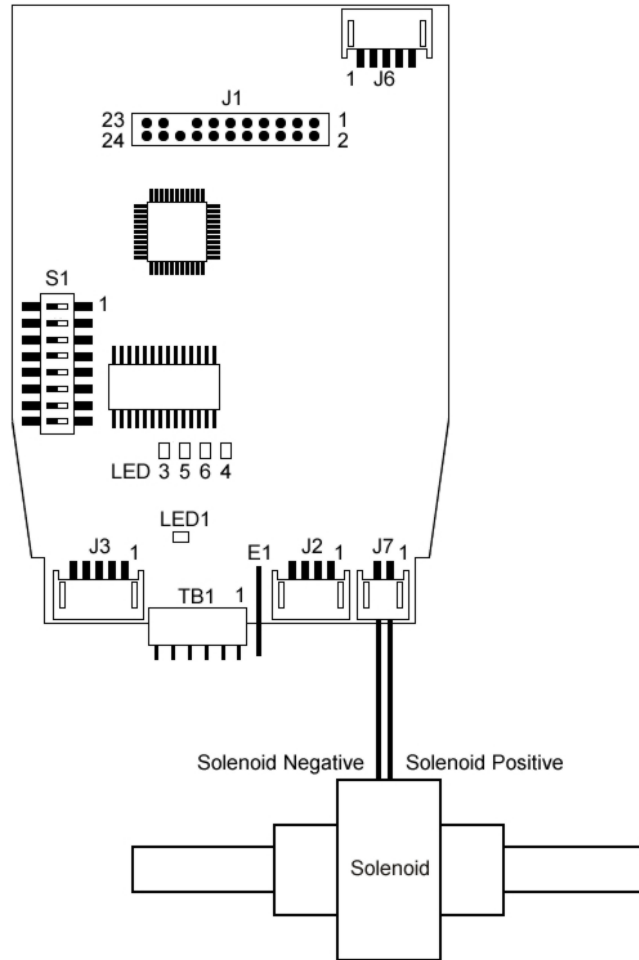 1 J6
J1
23 1
24 2
S1
1
LED 3 5 6 4
LED1
J3 1
E1
J2 1
J7 1
TB1 1
Solenoid Negative Solenoid Positive
Solenoid